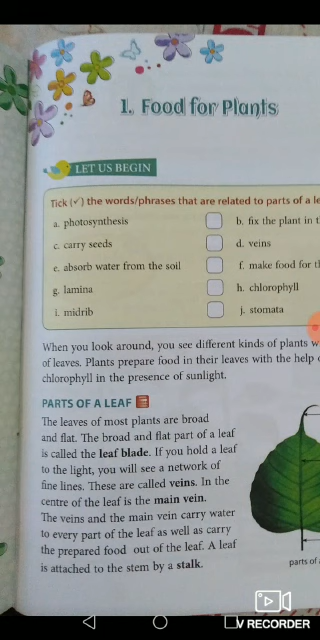 1. Food for Plants
LET US BEGIN
Tick (✓) the words/phrases that are related to parts of a
a. photosynthesis
b. fix the plant in
c. carry seeds
d. veins
e. absorb water from the soil
f. make food for
g. lamina
h. chlorophyll
i. midrib
j. stomata
When you look around, you see different kinds of plants
of leaves. Plants prepare food in their leaves with the help
chlorophyll in the presence of sunlight.
PARTS OF A LEAF
The leaves of most plants are broad
and flat. The broad and flat part of a leaf
is called the leaf blade. If you hold a leaf
to the light, you will see a network of
fine lines. These are called veins. In the
centre of the leaf is the main vein.
The veins and the main vein carry water
to every part of the leaf as well as carry
the prepared food out of the leaf. A leaf
is attached to the stem by a stalk.
parts of
V RECORDER